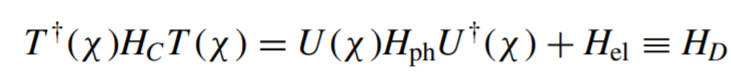 T†(χ)H_C T(χ) = U(χ)H_ph U†(χ) + H_el ≡ H_D